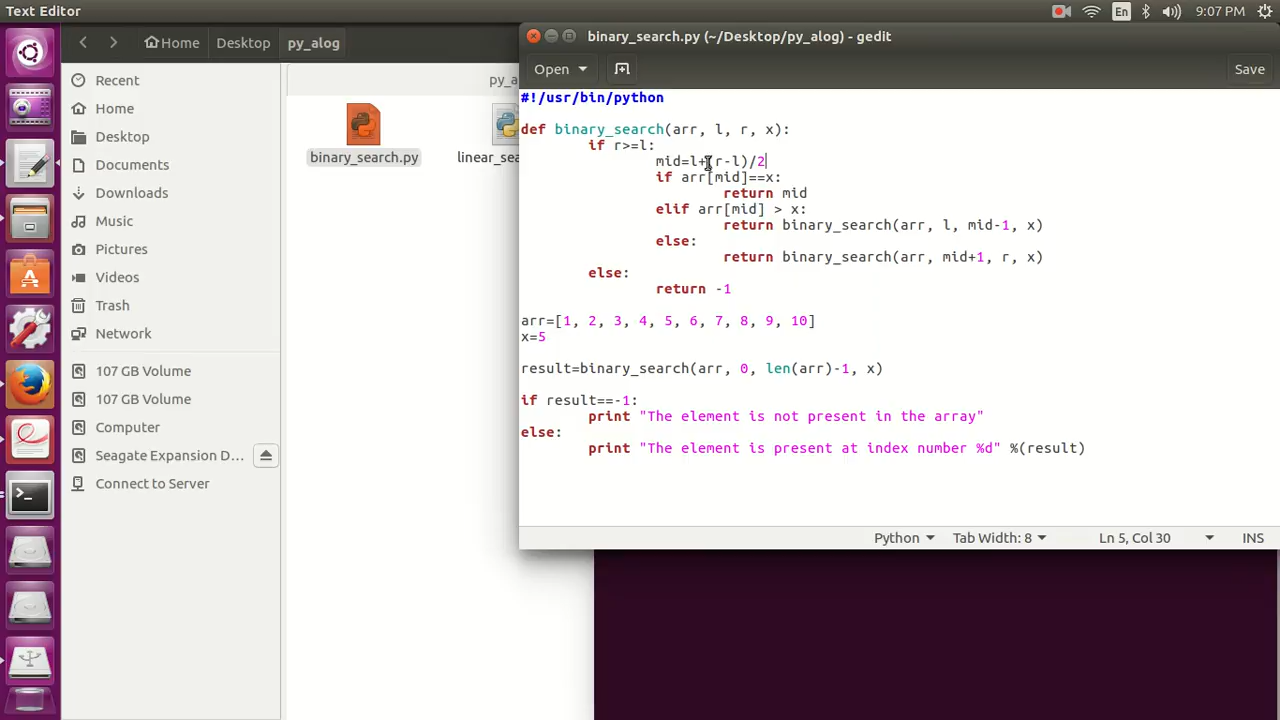 Text Editor
En
9:07 PM
Home
Desktop
py_alog
Recent
Home
Desktop
Documents
Downloads
Music
Pictures
Videos
Trash
Network
107 GB Volume
107 GB Volume
Computer
Seagate Expansion D...
Connect to Server
py_a
binary_search.py
linear_sea
binary_search.py (~/Desktop/py_alog) - gedit
Open
Save
#!/usr/bin/python
def binary_search(arr, l, r, x):
if r>=l:
mid=l+(r-l)/2
if arr[mid]==x:
return mid
elif arr[mid] > x:
return binary_search(arr, l, mid-1, x)
else:
return binary_search(arr, mid+1, r, x)
else:
return -1
arr=[1, 2, 3, 4, 5, 6, 7, 8, 9, 10]
x=5
result=binary_search(arr, 0, len(arr)-1, x)
if result==-1:
print "The element is not present in the array"
else:
print "The element is present at index number %d" %(result)
Python
Tab Width: 8
Ln 5, Col 30
INS